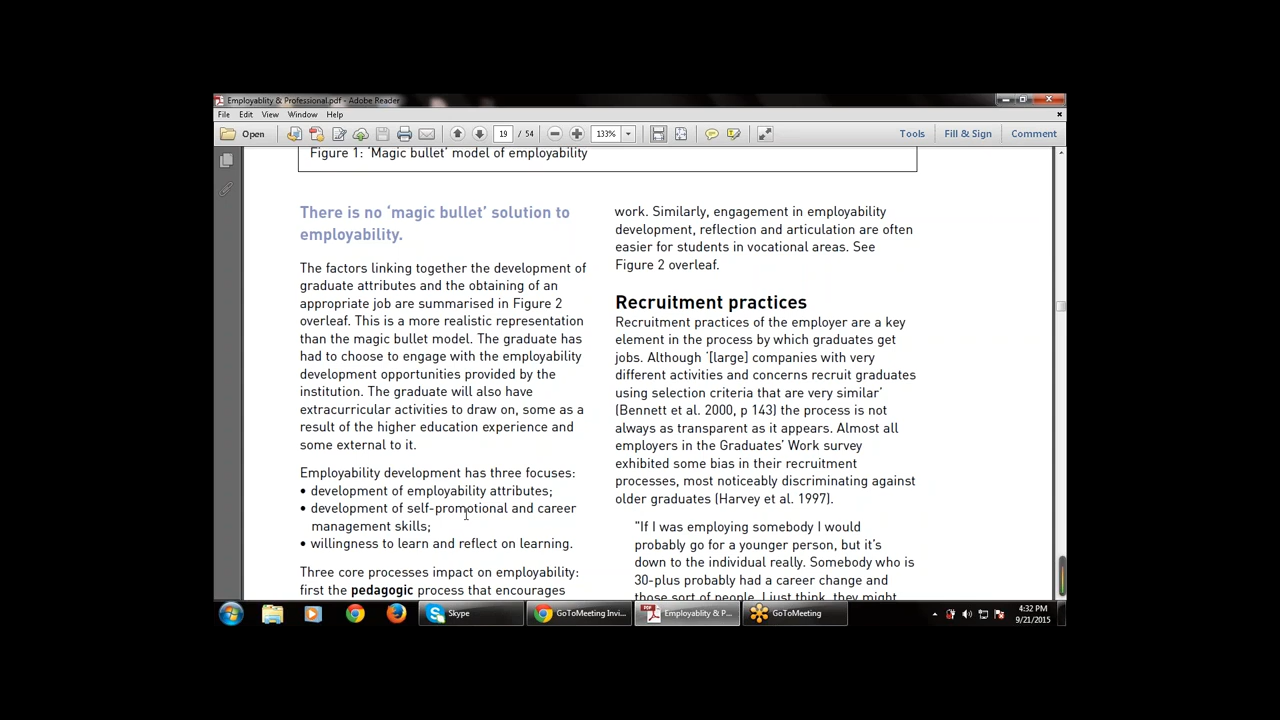 Employablity & Professional.pdf - Adobe Reader
File Edit View Window Help
Open 19 / 54 133% Tools Fill & Sign Comment
Figure 1: ‘Magic bullet’ model of employability
There is no ‘magic bullet’ solution to
employability.
The factors linking together the development of
graduate attributes and the obtaining of an
appropriate job are summarised in Figure 2
overleaf. This is a more realistic representation
than the magic bullet model. The graduate has
had to choose to engage with the employability
development opportunities provided by the
institution. The graduate will also have
extracurricular activities to draw on, some as a
result of the higher education experience and
some external to it.
Employability development has three focuses:
• development of employability attributes;
• development of self-promotional and career
management skills;
• willingness to learn and reflect on learning.
Three core processes impact on employability:
first the pedagogic process that encourages
work. Similarly, engagement in employability
development, reflection and articulation are often
easier for students in vocational areas. See
Figure 2 overleaf.
Recruitment practices
Recruitment practices of the employer are a key
element in the process by which graduates get
jobs. Although ‘[large] companies with very
different activities and concerns recruit graduates
using selection criteria that are very similar’
(Bennett et al. 2000, p 143) the process is not
always as transparent as it appears. Almost all
employers in the Graduates’ Work survey
exhibited some bias in their recruitment
processes, most noticeably discriminating against
older graduates (Harvey et al. 1997).
“If I was employing somebody I would
probably go for a younger person, but it’s
down to the individual really. Somebody who is
30-plus probably had a career change and
those sort of people, I just think, they might
Skype GoToMeeting Invi... Employablity & P... GoToMeeting 4:32 PM
9/21/2015